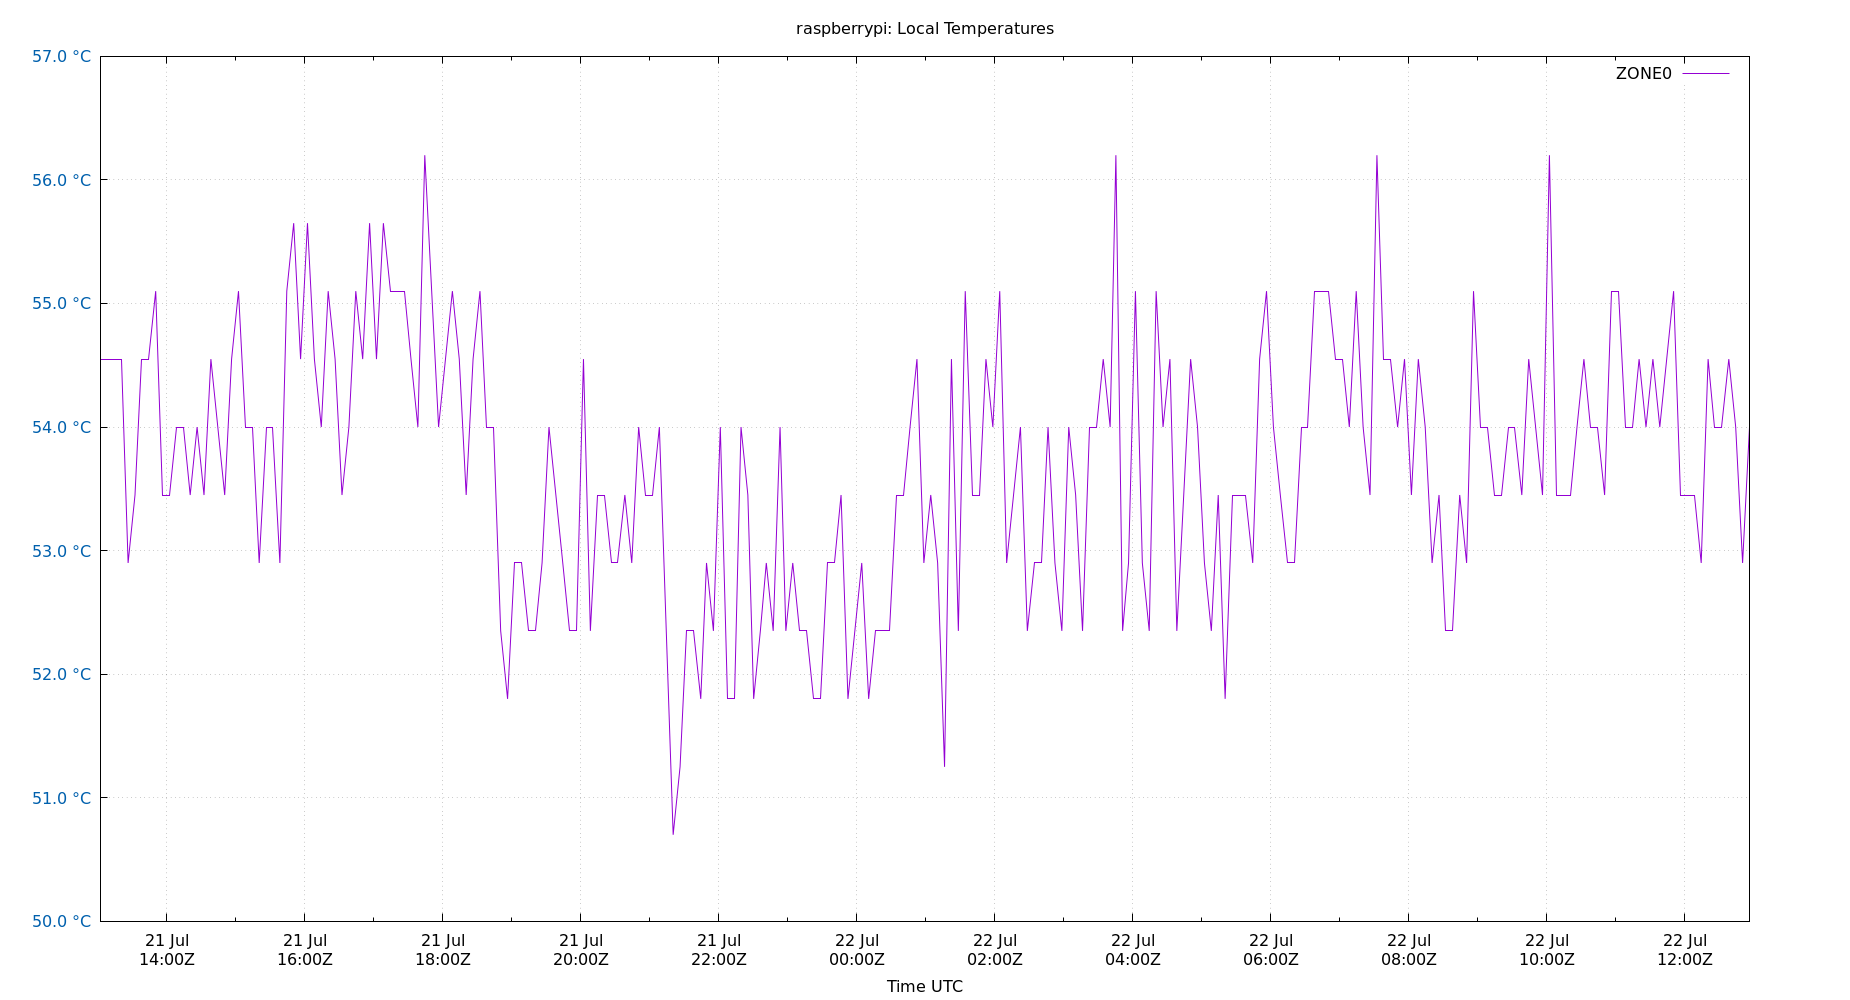 raspberrypi: Local Temperatures
57.0 °C
ZONE0
56.0 °C
55.0 °C
54.0 °C
53.0 °C
52.0 °C
51.0 °C
50.0 °C
21 Jul 21 Jul 21 Jul 21 Jul 21 Jul 22 Jul 22 Jul 22 Jul 22 Jul 22 Jul 22 Jul 22 Jul
14:00Z 16:00Z 18:00Z 20:00Z 22:00Z 00:00Z 02:00Z 04:00Z 06:00Z 08:00Z 10:00Z 12:00Z
Time UTC